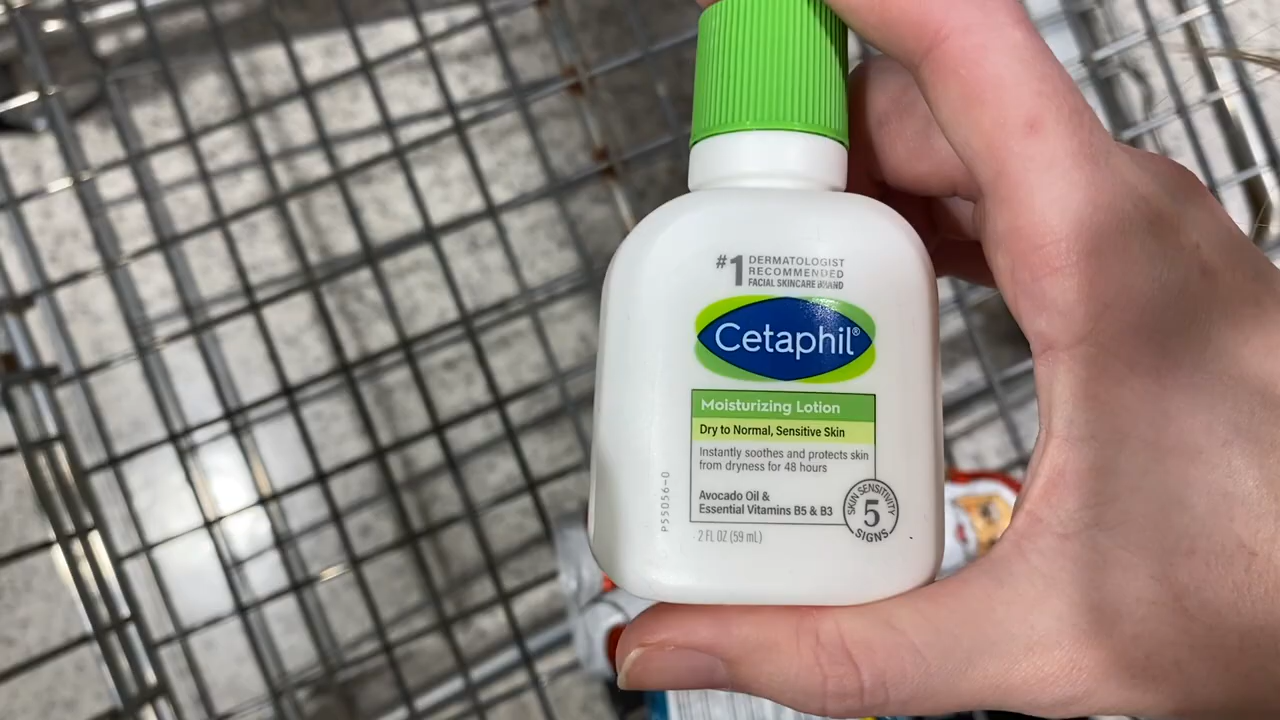 #1 DERMATOLOGIST
RECOMMENDED
FACIAL SKINCARE BRAND
Cetaphil®
Moisturizing Lotion
Dry to Normal, Sensitive Skin
Instantly soothes and protects skin
from dryness for 48 hours
Avocado Oil &
Essential Vitamins B5 & B3
SKIN SENSITIVITY
5
SIGNS
P55056-0
2 FL OZ (59 mL)